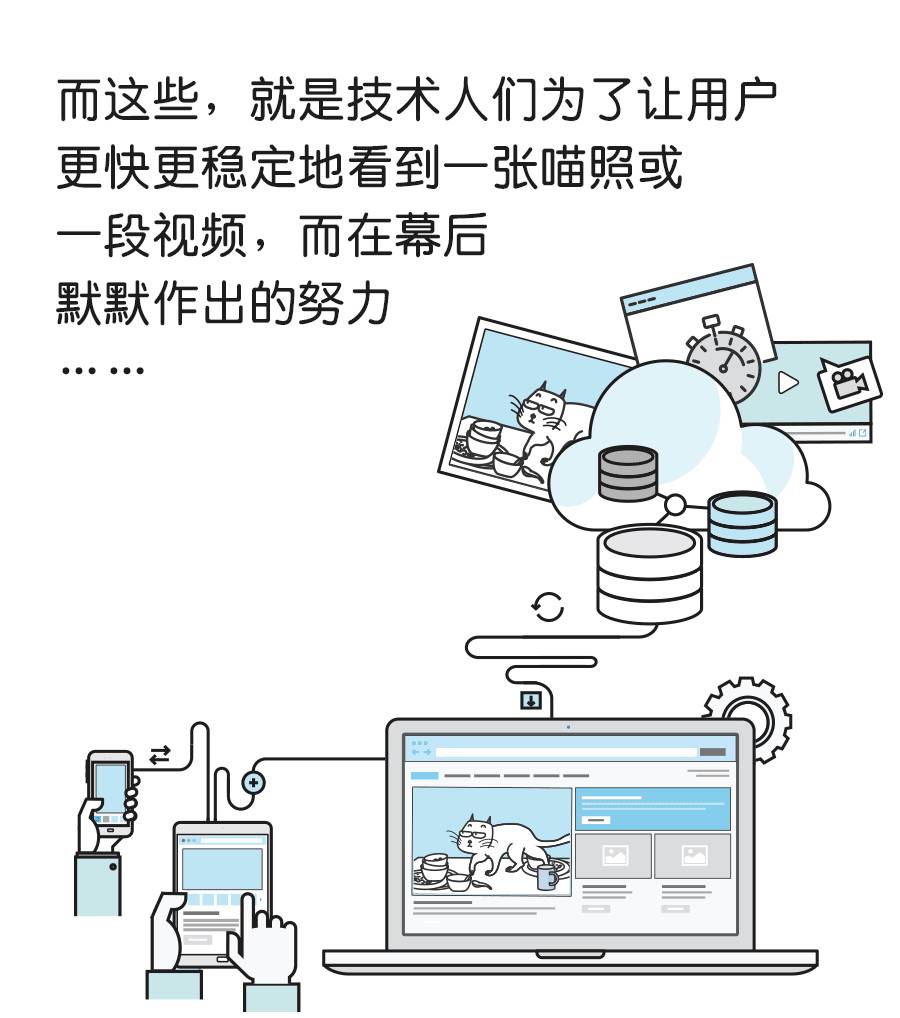 而这些，就是技术人们为了让用户
更快更稳定地看到一张喵照或
一段视频，而在幕后
默默作出的努力
……